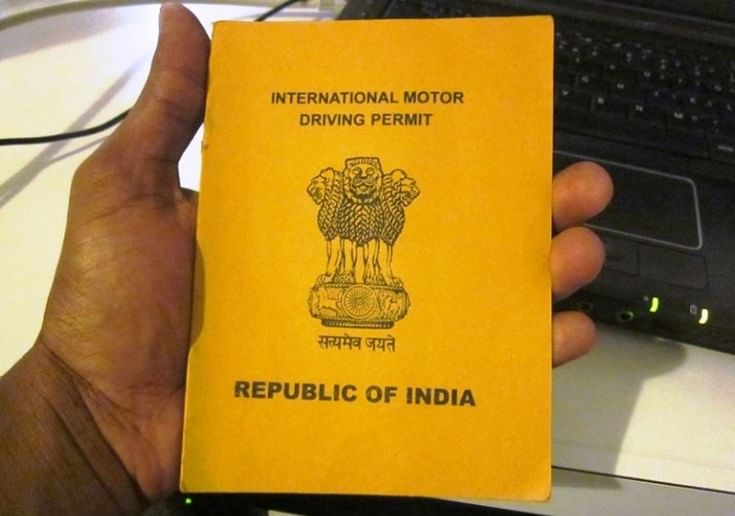 INTERNATIONAL MOTOR
DRIVING PERMIT
सत्यमेव जयते
REPUBLIC OF INDIA